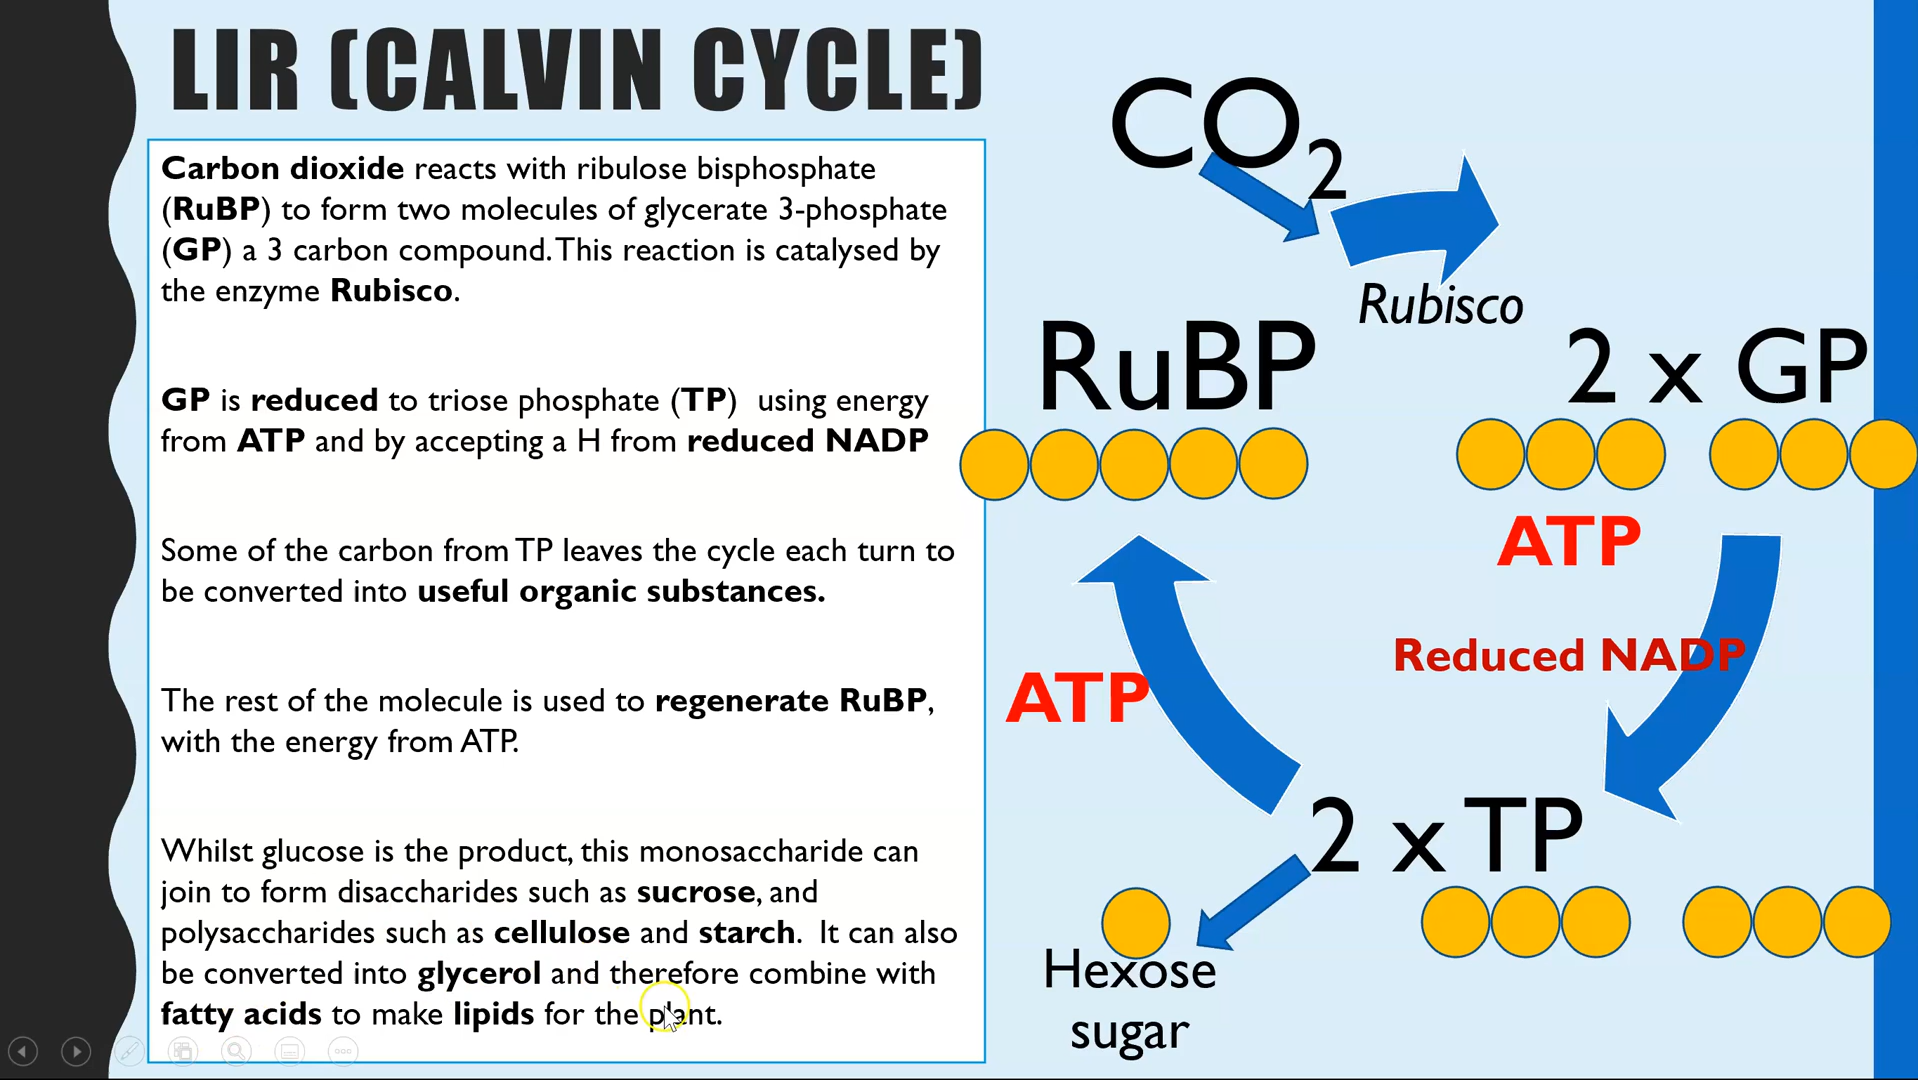 LIR (CALVIN CYCLE)
Carbon dioxide reacts with ribulose bisphosphate
(RuBP) to form two molecules of glycerate 3-phosphate
(GP) a 3 carbon compound. This reaction is catalysed by
the enzyme Rubisco.
GP is reduced to triose phosphate (TP) using energy
from ATP and by accepting a H from reduced NADP
Some of the carbon from TP leaves the cycle each turn to
be converted into useful organic substances.
The rest of the molecule is used to regenerate RuBP,
with the energy from ATP.
Whilst glucose is the product, this monosaccharide can
join to form disaccharides such as sucrose, and
polysaccharides such as cellulose and starch. It can also
be converted into glycerol and therefore combine with
fatty acids to make lipids for the plant.
CO2
Rubisco
RuBP
2 x GP
ATP
Reduced NADP
ATP
2 x TP
Hexose
sugar